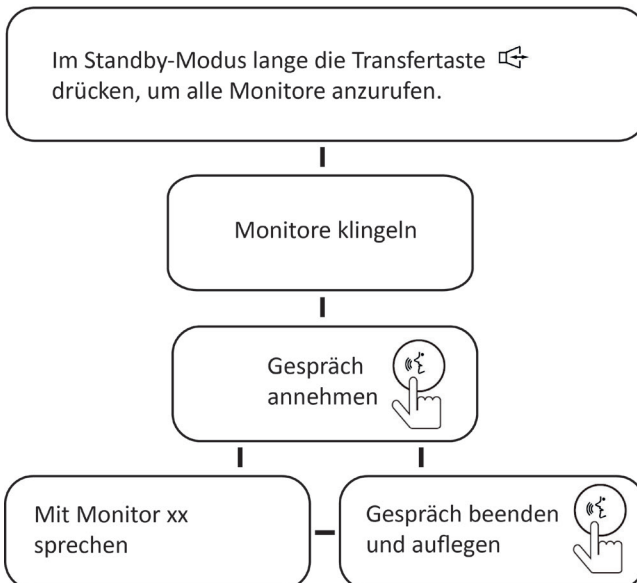 Im Standby-Modus lange die Transfertaste
drücken, um alle Monitore anzurufen.
Monitore klingeln
Gespräch
annehmen
Mit Monitor xx
sprechen
Gespräch beenden
und auflegen